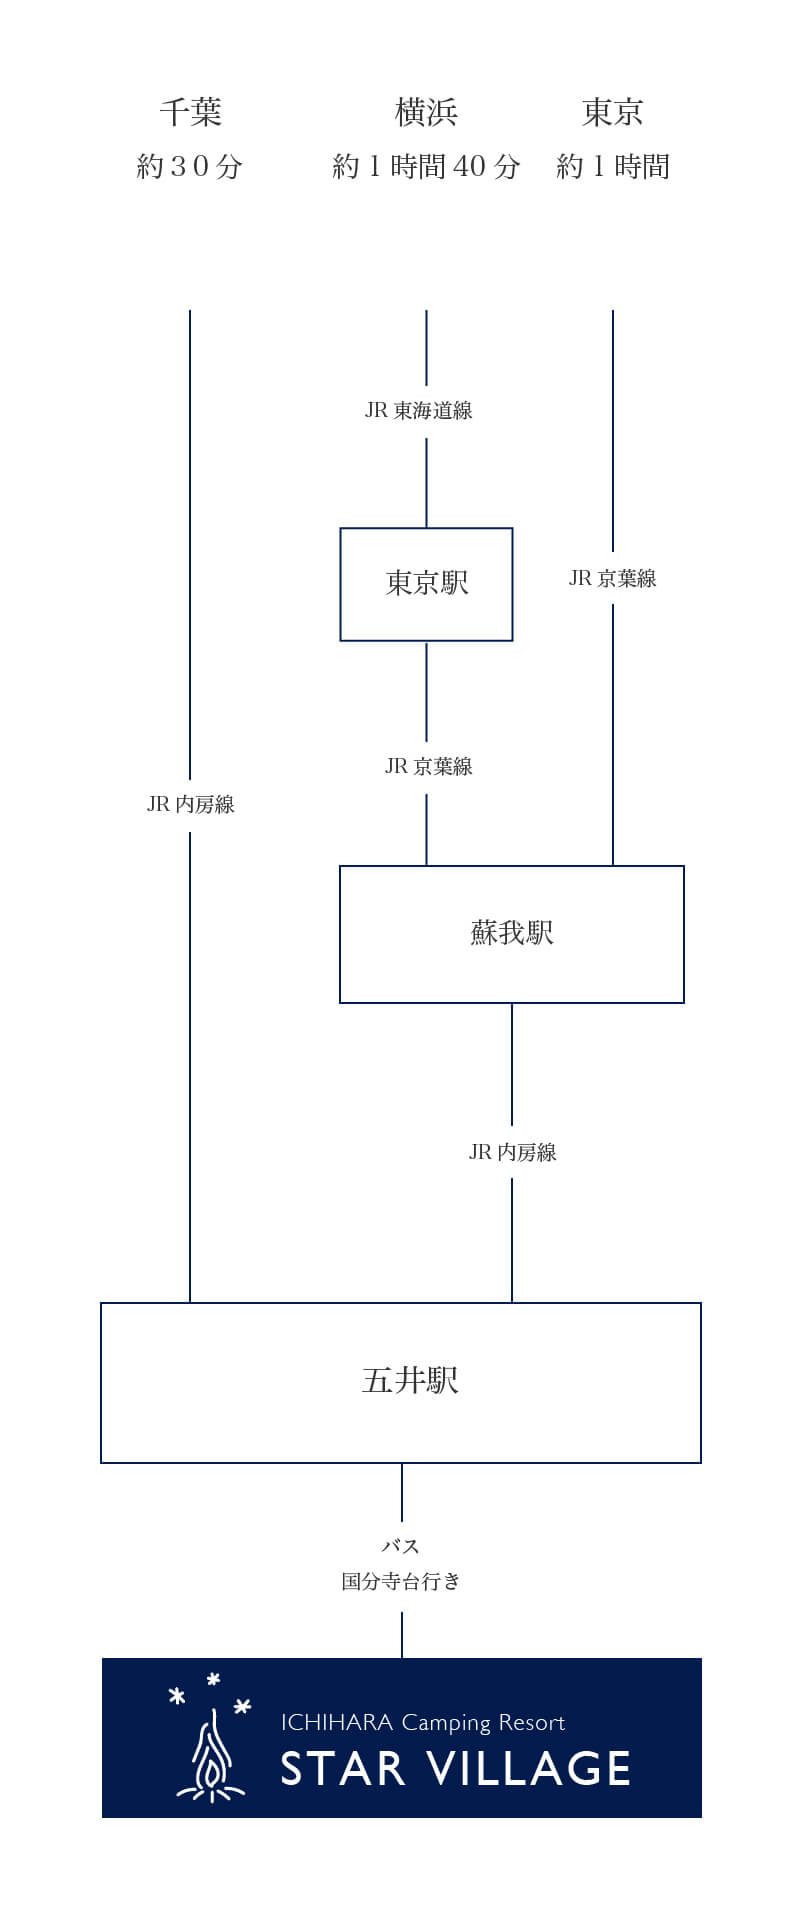 千葉
約３０分
横浜
約１時間 40 分
東京
約１時間
JR 東海道線
東京駅
JR 京葉線
JR 京葉線
JR 内房線
蘇我駅
JR 内房線
五井駅
バス
国分寺台行き
ICHIHARA Camping Resort
STAR VILLAGE